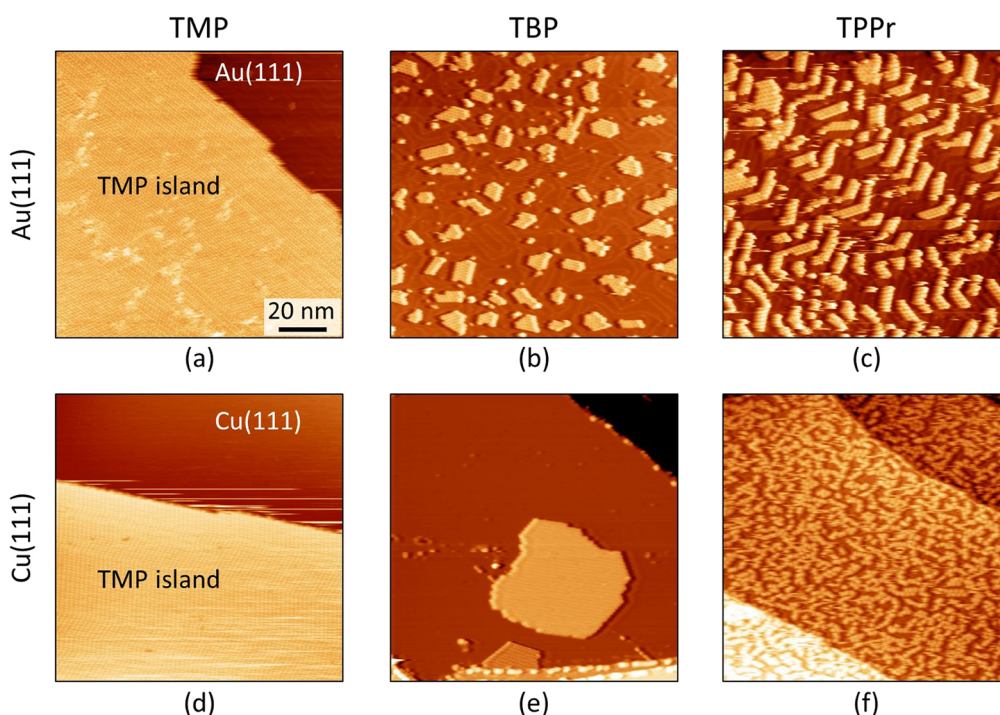 TMP TBP TPPr
Au(111)
Au(111)
TMP island
20 nm
(a) (b) (c)
Cu(111)
Cu(111)
TMP island
(d) (e) (f)